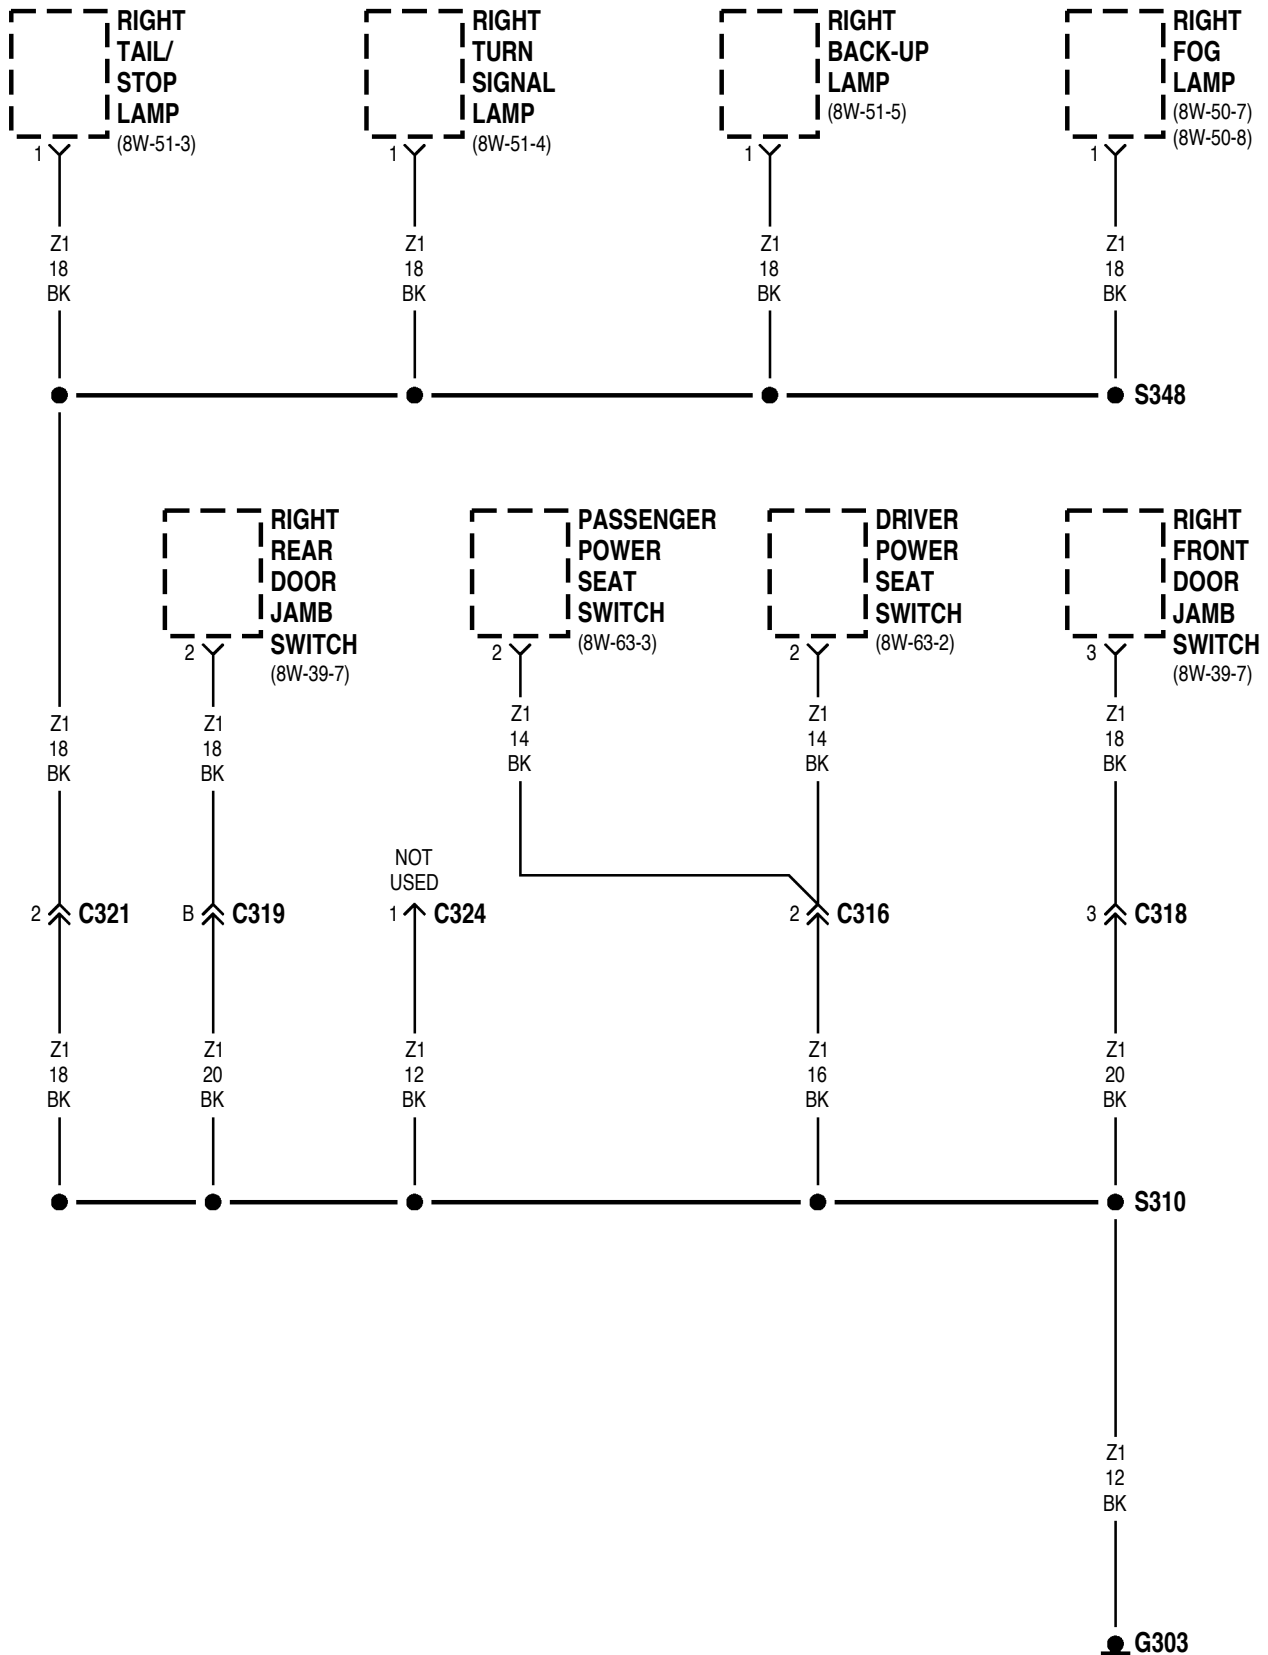 RIGHT
TAIL/
STOP
LAMP
(8W-51-3)
1
RIGHT
TURN
SIGNAL
LAMP
(8W-51-4)
1
RIGHT
BACK-UP
LAMP
(8W-51-5)
1
RIGHT
FOG
LAMP
(8W-50-7)
(8W-50-8)
1
Z1
18
BK
Z1
18
BK
Z1
18
BK
Z1
18
BK
S348
RIGHT
REAR
DOOR
JAMB
SWITCH
(8W-39-7)
2
PASSENGER
POWER
SEAT
SWITCH
(8W-63-3)
2
DRIVER
POWER
SEAT
SWITCH
(8W-63-2)
2
RIGHT
FRONT
DOOR
JAMB
SWITCH
(8W-39-7)
3
Z1
18
BK
Z1
18
BK
Z1
14
BK
Z1
14
BK
Z1
18
BK
NOT
USED
2 C321
B C319
1 C324
2 C316
3 C318
Z1
18
BK
Z1
20
BK
Z1
12
BK
Z1
16
BK
Z1
20
BK
S310
Z1
12
BK
G303